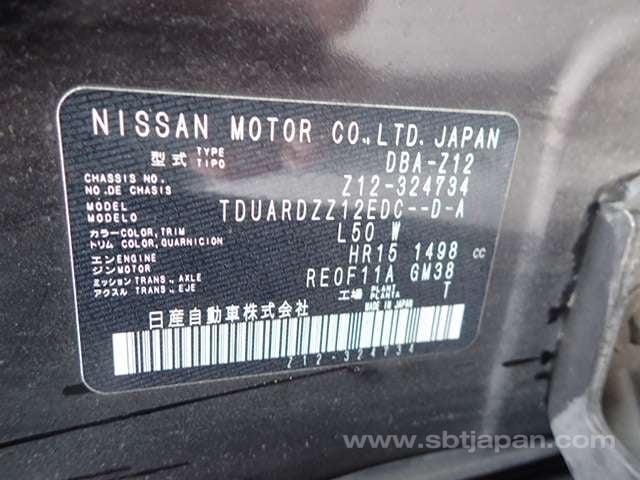 NISSAN MOTOR CO.,LTD. JAPAN
型式 TYPE TIPO DBA-Z12
CHASSIS NO. NO.DE CHASSIS Z12-324734
MODEL MODELO TDUARDZZ12EDC--D-A
カラー COLOR, TRIM トリム COLOR, GUARNICION L50 W
エンジン ENGINE MOTOR HR15 1498 cc
ミッション アクスル TRANS., AXLE TRANS., EJE RE0F11A GM38
工場 PLANT PLANTA T
日産自動車株式会社 MADE IN JAPAN
Z12-324734
www.sbtjapan.com